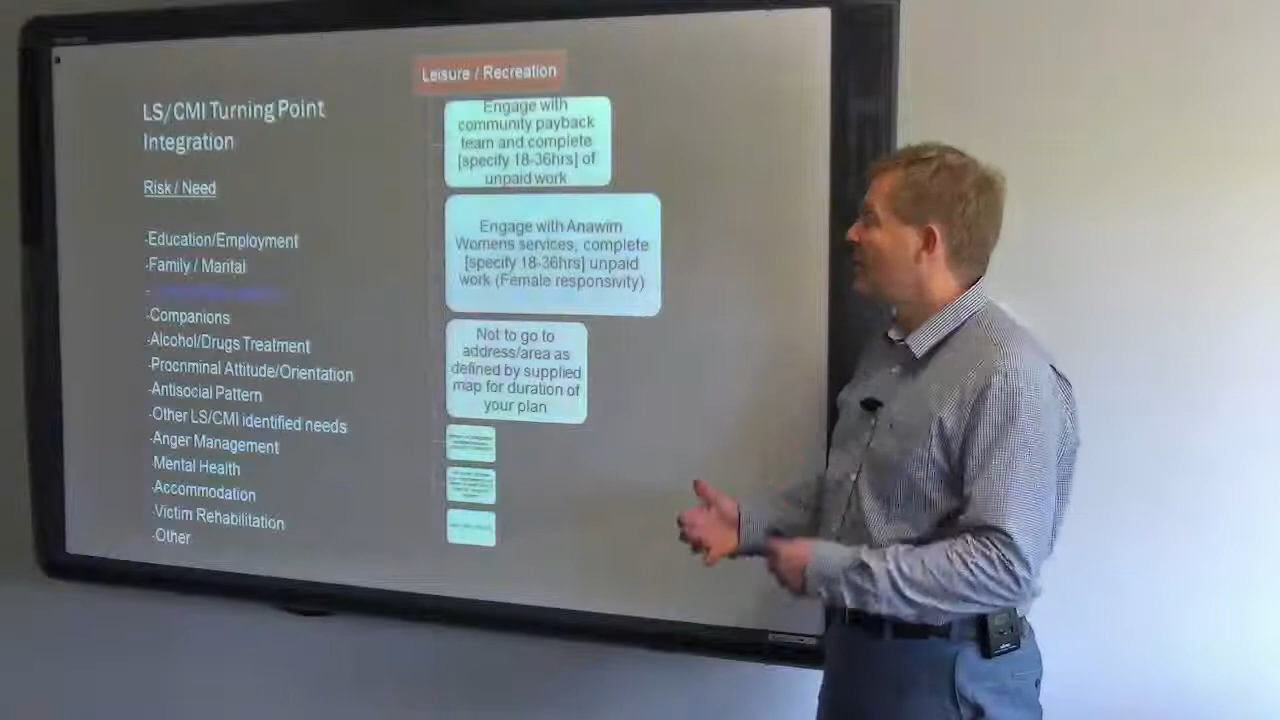 Leisure / Recreation
LS/CMI Turning Point
Integration
Risk / Need
-Education/Employment
-Family / Marital
-
-Companions
-Alcohol/Drugs Treatment
-Procnminal Attitude/Orientation
-Antisocial Pattern
-Other LS/CMI identified needs
-Anger Management
-Mental Health
-Accommodation
-Victim Rehabilitation
-Other
Engage with
community payback
team and complete
[specify 18-36hrs] of
unpaid work
Engage with Anawim
Womens services, complete
[specify 18-36hrs] unpaid
work (Female responsivity)
Not to go to
address/area as
defined by supplied
map for duration of
your plan